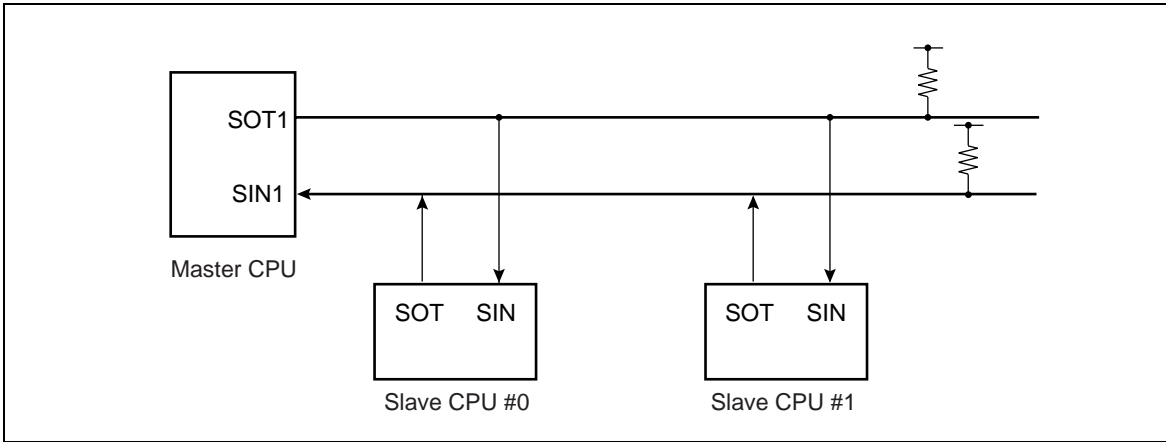 SOT1
SIN1
Master CPU
SOT SIN
SOT SIN
Slave CPU #0
Slave CPU #1